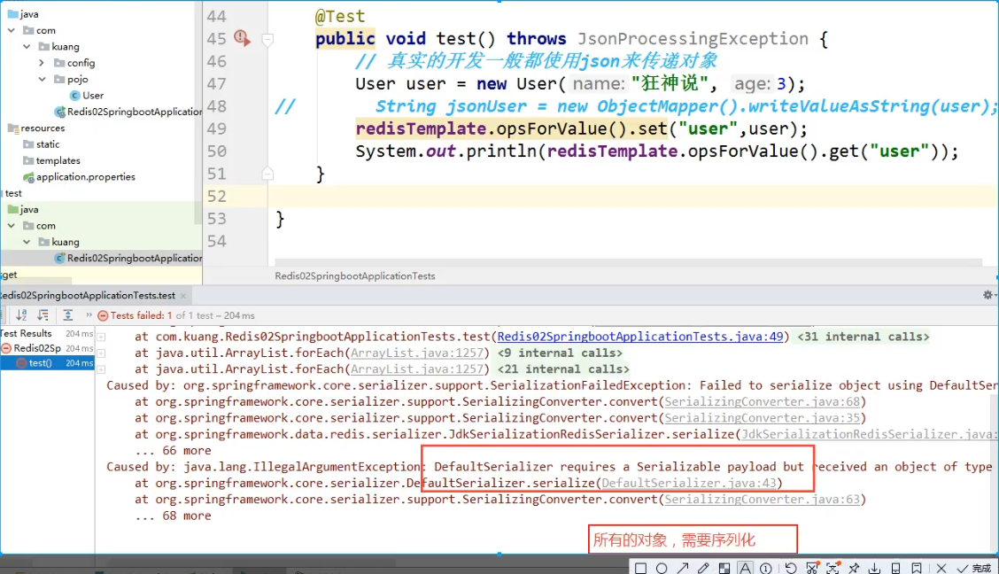 java
com
kuang
config
pojo
User
Redis02SpringbootApplication
resources
static
templates
application.properties
test
java
com
kuang
Redis02SpringbootApplication
44 @Test
45 public void test() throws JsonProcessingException {
46 // 真实的开发一般都使用json来传递对象
47 User user = new User( name: "狂神说", age: 3);
48 // String jsonUser = new ObjectMapper().writeValueAsString(user);
49 redisTemplate.opsForValue().set("user",user);
50 System.out.println(redisTemplate.opsForValue().get("user"));
51 }
52
53 }
54
Redis02SpringbootApplicationTests
edis02SpringbootApplicationTests.test ×
» Tests failed: 1 of 1 test – 204 ms
Test Results 204 ms
Redis02Sp 204 ms
test() 204 ms
at com.kuang.Redis02SpringbootApplicationTests.test(Redis02SpringbootApplicationTests.java:49) <31 internal calls>
at java.util.ArrayList.forEach(ArrayList.java:1257) <9 internal calls>
at java.util.ArrayList.forEach(ArrayList.java:1257) <21 internal calls>
Caused by: org.springframework.core.serializer.support.SerializationFailedException: Failed to serialize object using DefaultSer
at org.springframework.core.serializer.support.SerializingConverter.convert(SerializingConverter.java:68)
at org.springframework.core.serializer.support.SerializingConverter.convert(SerializingConverter.java:35)
at org.springframework.data.redis.serializer.JdkSerializationRedisSerializer.serialize(JdkSerializationRedisSerializer.java:
... 66 more
Caused by: java.lang.IllegalArgumentException: DefaultSerializer requires a Serializable payload but received an object of type
at org.springframework.core.serializer.DefaultSerializer.serialize(DefaultSerializer.java:43)
at org.springframework.core.serializer.support.SerializingConverter.convert(SerializingConverter.java:63)
... 68 more
所有的对象，需要序列化
完成